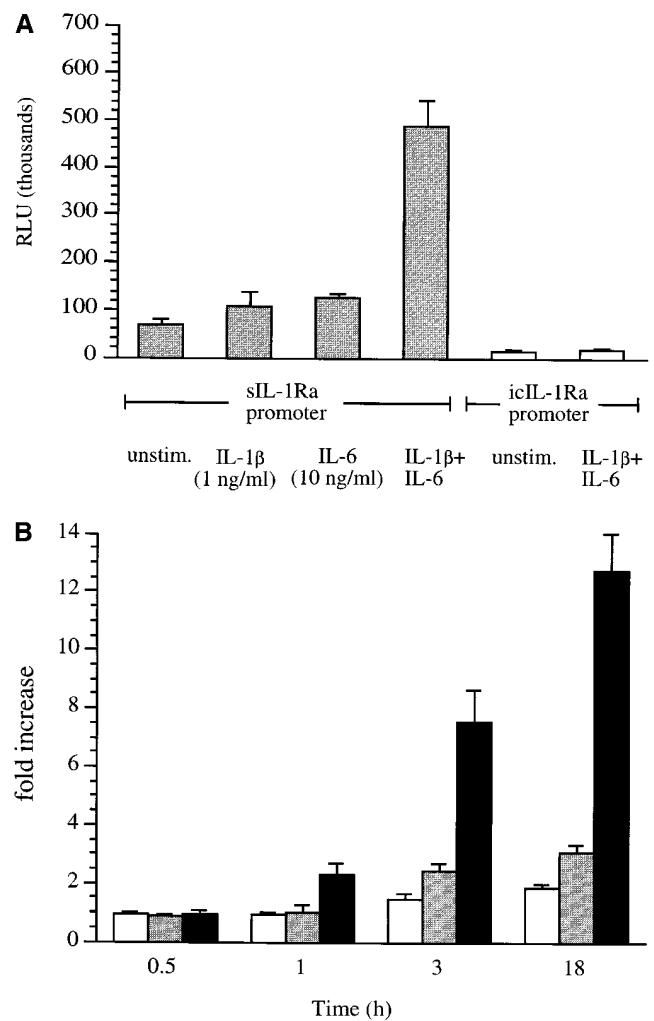 A
RLU (thousands)
700
600
500
400
300
200
100
0
sIL-1Ra
promoter
icIL-1Ra
promoter
unstim.
IL-1β
(1 ng/ml)
IL-6
(10 ng/ml)
IL-1β+
IL-6
unstim.
IL-1β+
IL-6
B
fold increase
14
12
10
8
6
4
2
0
0.5 1 3 18
Time (h)